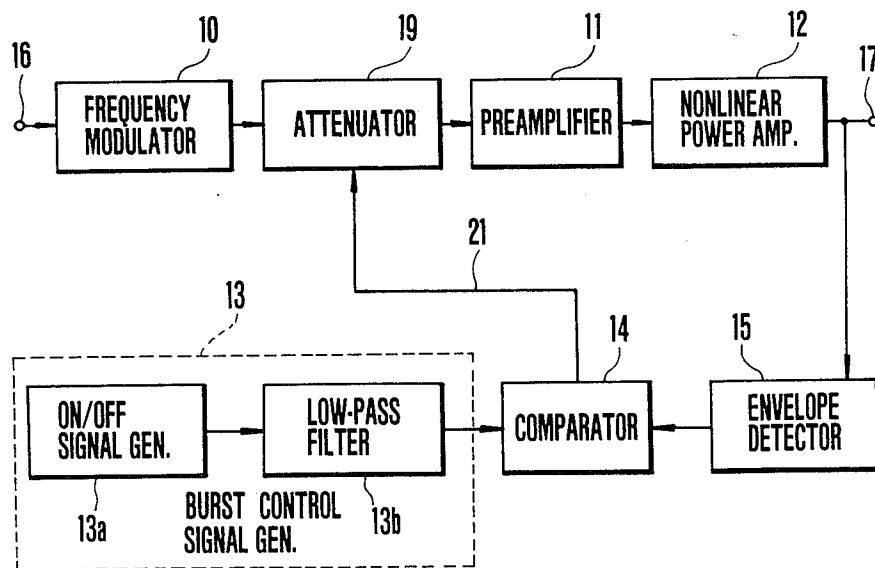 16
10
FREQUENCY
MODULATOR
19
ATTENUATOR
11
PREAMPLIFIER
12
NONLINEAR
POWER AMP.
17
21
13
ON/OFF
SIGNAL GEN.
13a
LOW-PASS
FILTER
13b
BURST CONTROL
SIGNAL GEN.
14
COMPARATOR
15
ENVELOPE
DETECTOR